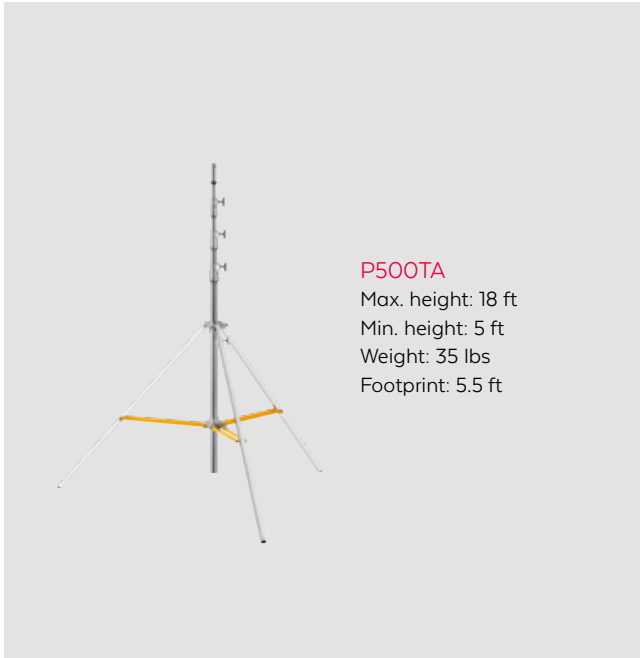 P500TA
Max. height: 18 ft
Min. height: 5 ft
Weight: 35 lbs
Footprint: 5.5 ft